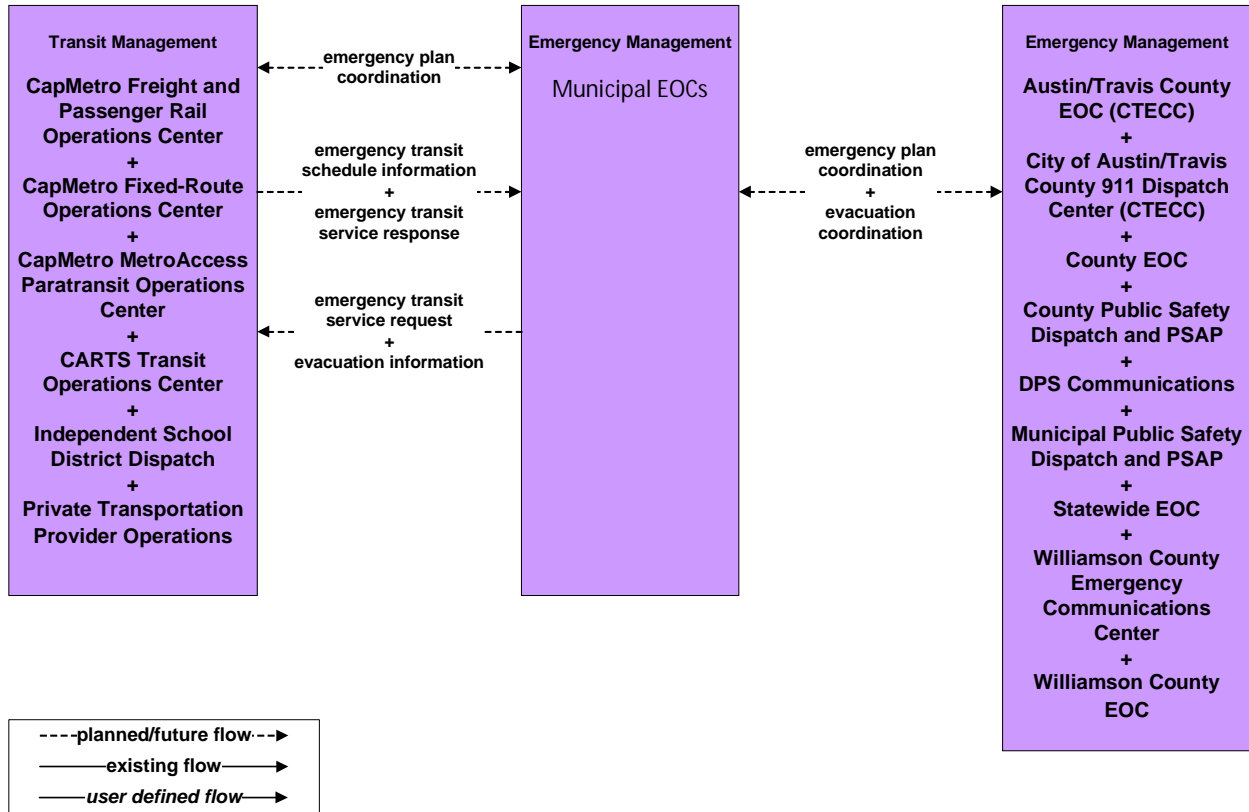 Transit Management
CapMetro Freight and
Passenger Rail
Operations Center
+
CapMetro Fixed-Route
Operations Center
+
CapMetro MetroAccess
Paratransit Operations
Center
+
CARTS Transit
Operations Center
+
Independent School
District Dispatch
+
Private Transportation
Provider Operations
emergency plan
coordination
emergency transit
schedule information
+
emergency transit
service response
emergency transit
service request
+
evacuation information
Emergency Management
Municipal EOCs
emergency plan
coordination
+
evacuation
coordination
Emergency Management
Austin/Travis County
EOC (CTECC)
+
City of Austin/Travis
County 911 Dispatch
Center (CTECC)
+
County EOC
+
County Public Safety
Dispatch and PSAP
+
DPS Communications
+
Municipal Public Safety
Dispatch and PSAP
+
Statewide EOC
+
Williamson County
Emergency
Communications
Center
+
Williamson County
EOC
planned/future flow
existing flow
user defined flow